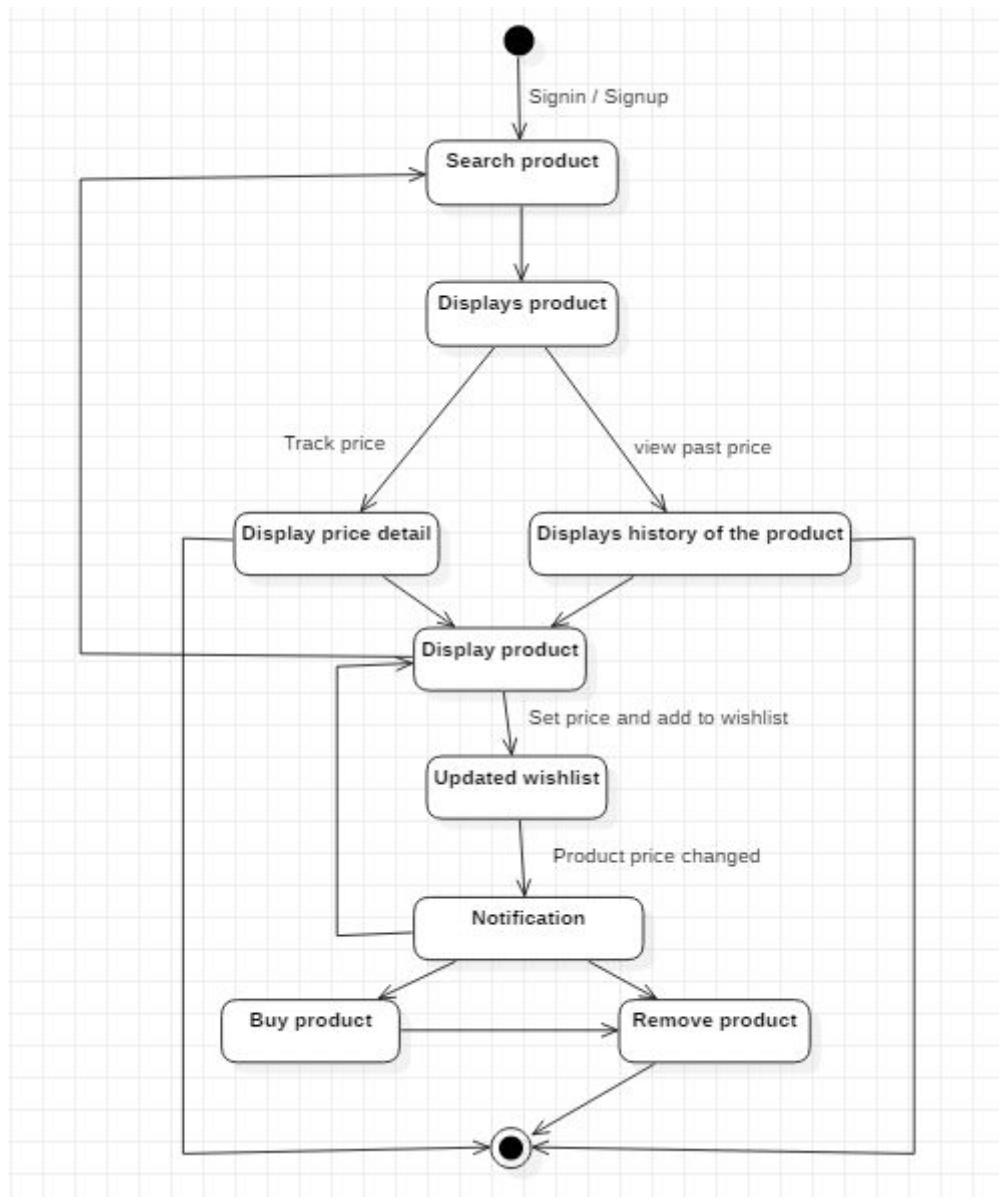 Signin / Signup
Search product
Displays product
Track price
view past price
Display price detail
Displays history of the product
Display product
Set price and add to wishlist
Updated wishlist
Product price changed
Notification
Buy product
Remove product